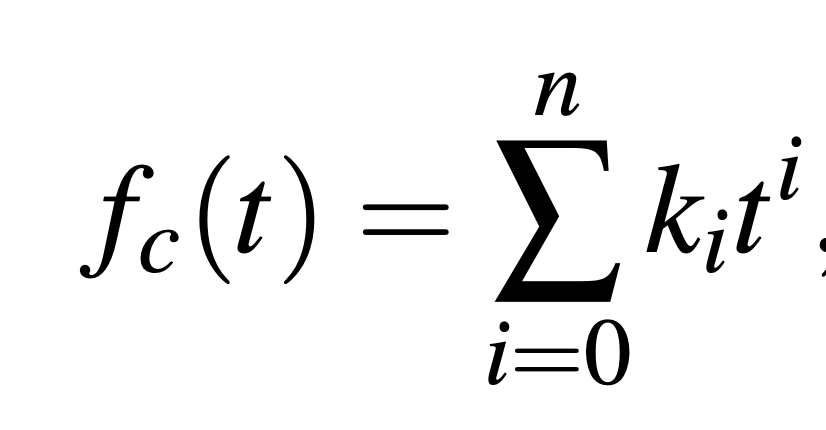 f_c(t) = \sum_{i=0}^{n} k_i t^i,